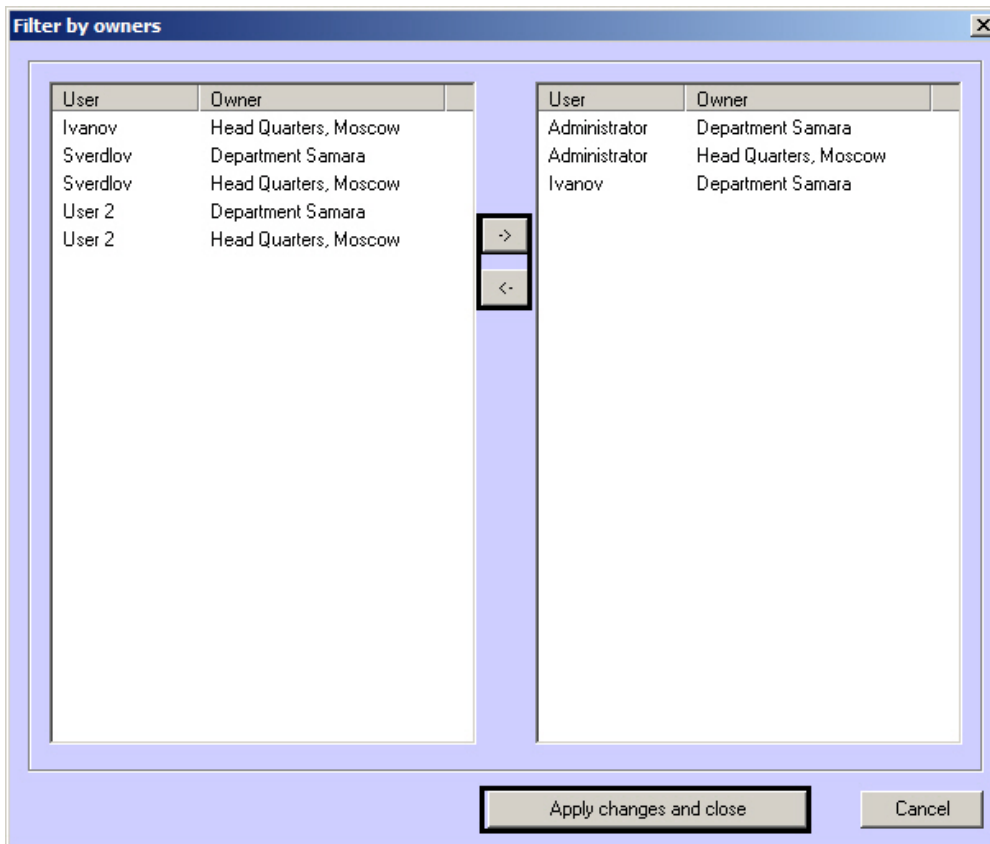 Filter by owners
User Owner
Ivanov Head Quarters, Moscow
Sverdlov Department Samara
Sverdlov Head Quarters, Moscow
User 2 Department Samara
User 2 Head Quarters, Moscow
->
<-
User Owner
Administrator Department Samara
Administrator Head Quarters, Moscow
Ivanov Department Samara
Apply changes and close
Cancel